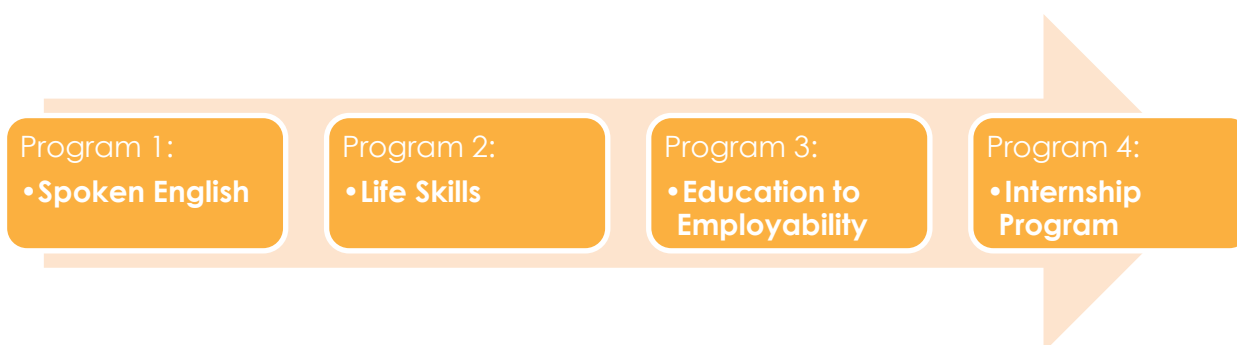 Program 1:
•Spoken English
Program 2:
•Life Skills
Program 3:
•Education to
Employability
Program 4:
•Internship
Program